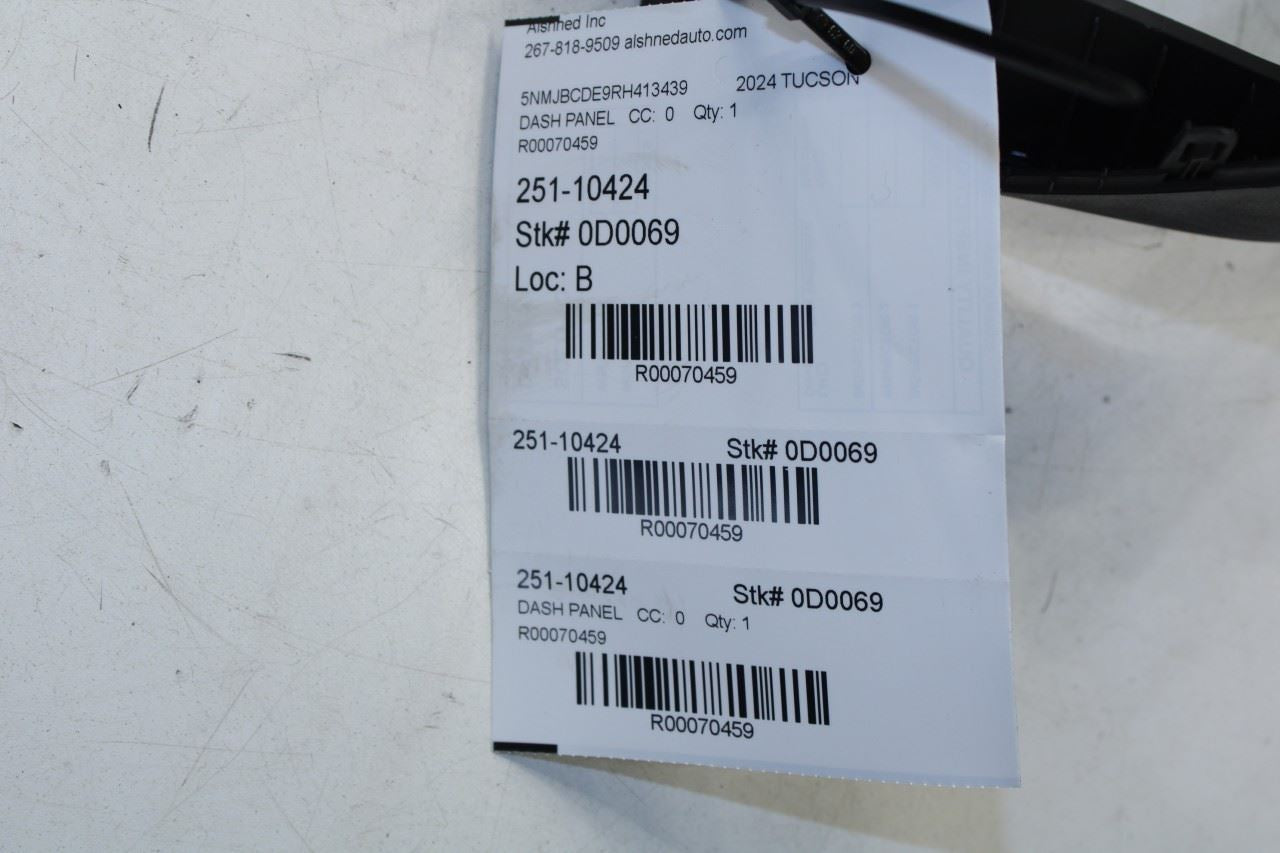 Alshned Inc
267-818-9509 alshnedauto.com
5NMJBCDE9RH413439 2024 TUCSON
DASH PANEL CC: 0 Qty: 1
R00070459
251-10424
Stk# 0D0069
Loc: B
R00070459
251-10424 Stk# 0D0069
R00070459
251-10424 Stk# 0D0069
DASH PANEL CC: 0 Qty: 1
R00070459
R00070459